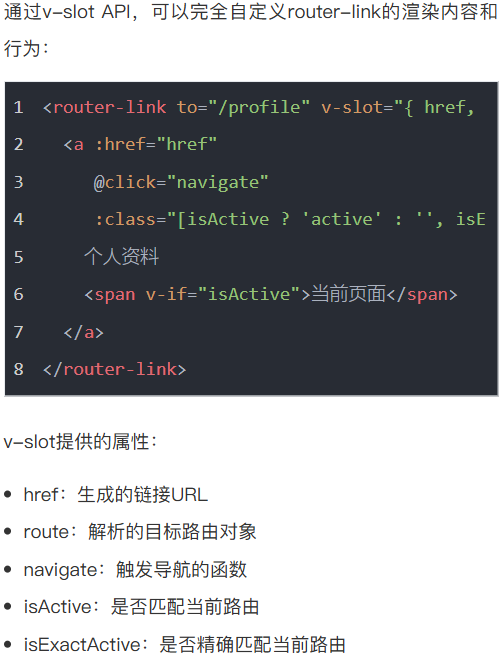 通过v-slot API，可以完全自定义router-link的渲染内容和
行为：
1 <router-link to="/profile" v-slot="{ href,
2   <a :href="href"
3      @click="navigate"
4      :class="[isActive ? 'active' : '', isE
5     个人资料
6     <span v-if="isActive">当前页面</span>
7   </a>
8 </router-link>
v-slot提供的属性：
• href：生成的链接URL
• route：解析的目标路由对象
• navigate：触发导航的函数
• isActive：是否匹配当前路由
• isExactActive：是否精确匹配当前路由